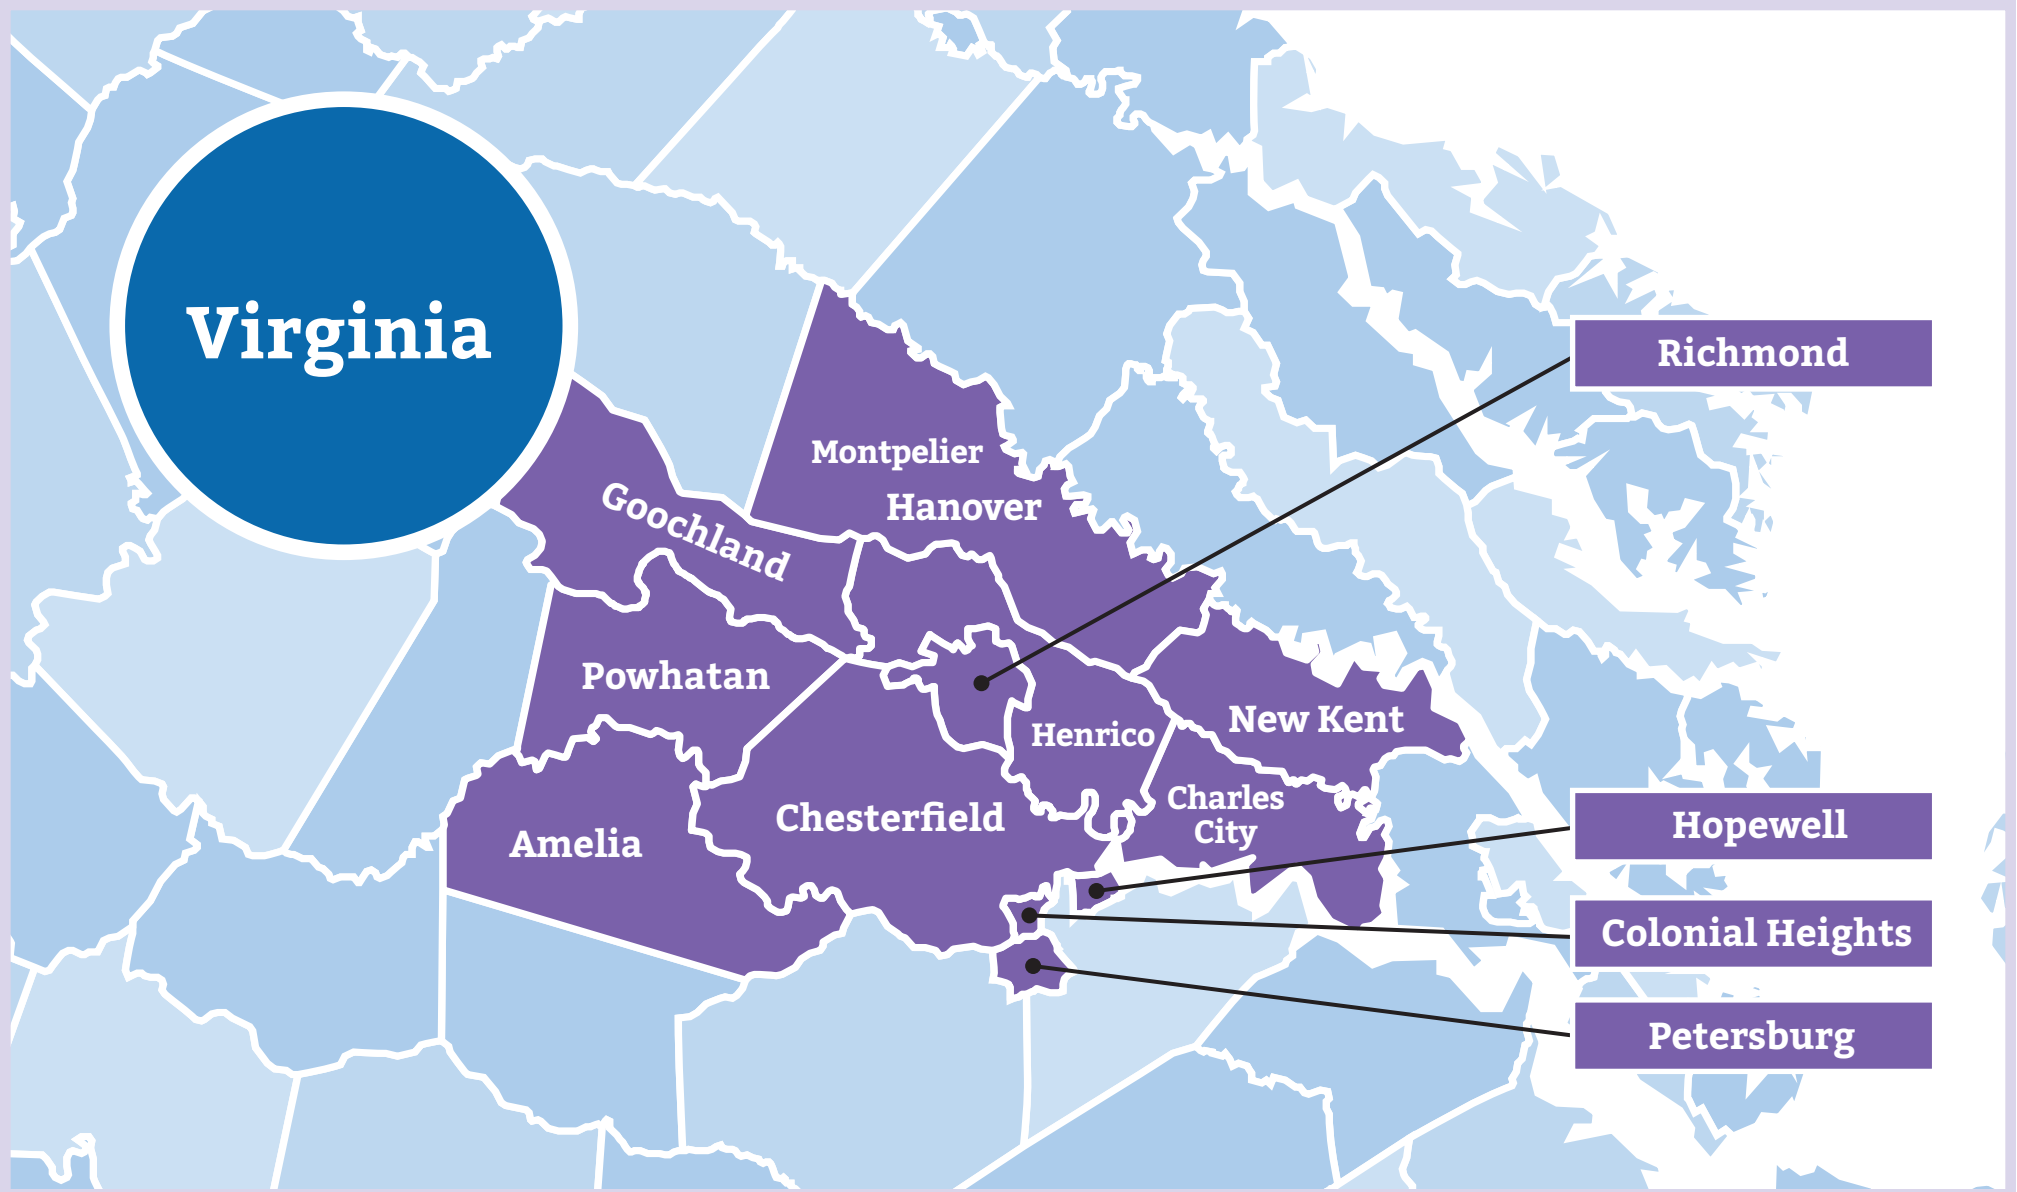 Virginia
Richmond
Montpelier
Hanover
Goochland
Powhatan
Henrico
New Kent
Charles
City
Chesterfield
Amelia
Hopewell
Colonial Heights
Petersburg